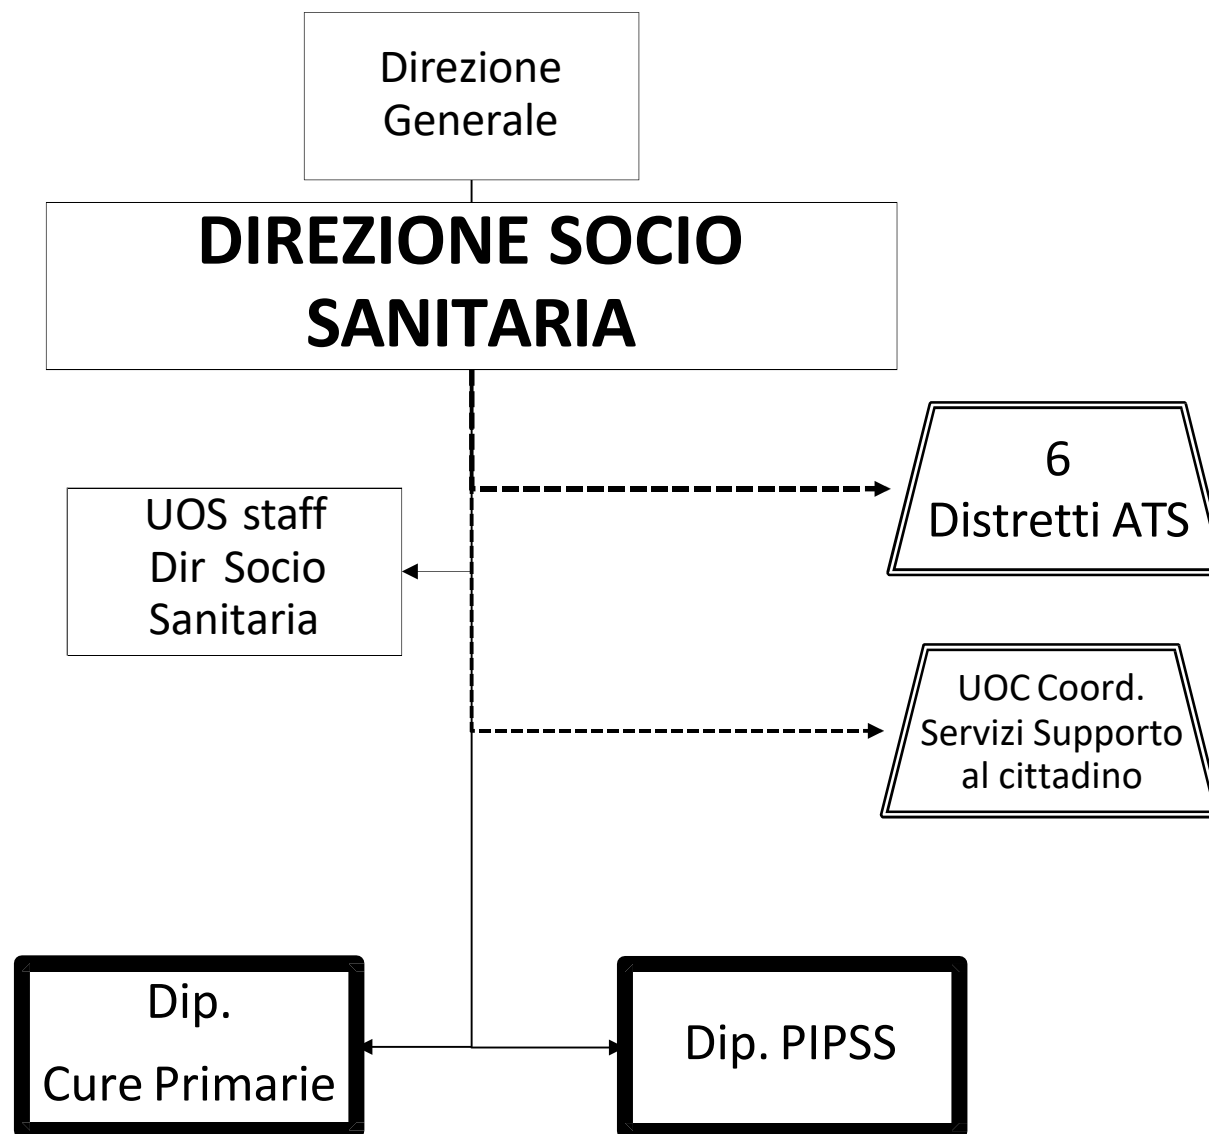 Direzione
Generale
DIREZIONE SOCIO
SANITARIA
6
Distretti ATS
UOS staff
Dir Socio
Sanitaria
UOC Coord.
Servizi Supporto
al cittadino
Dip.
Cure Primarie
Dip. PIPSS